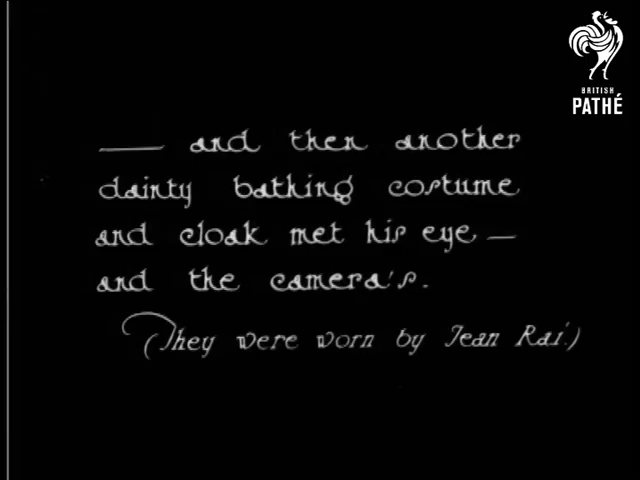 BRITISH
PATHÉ
— and then another
dainty bathing costume
and cloak met his eye —
and the camera's.
(They were worn by Jean Rai.)